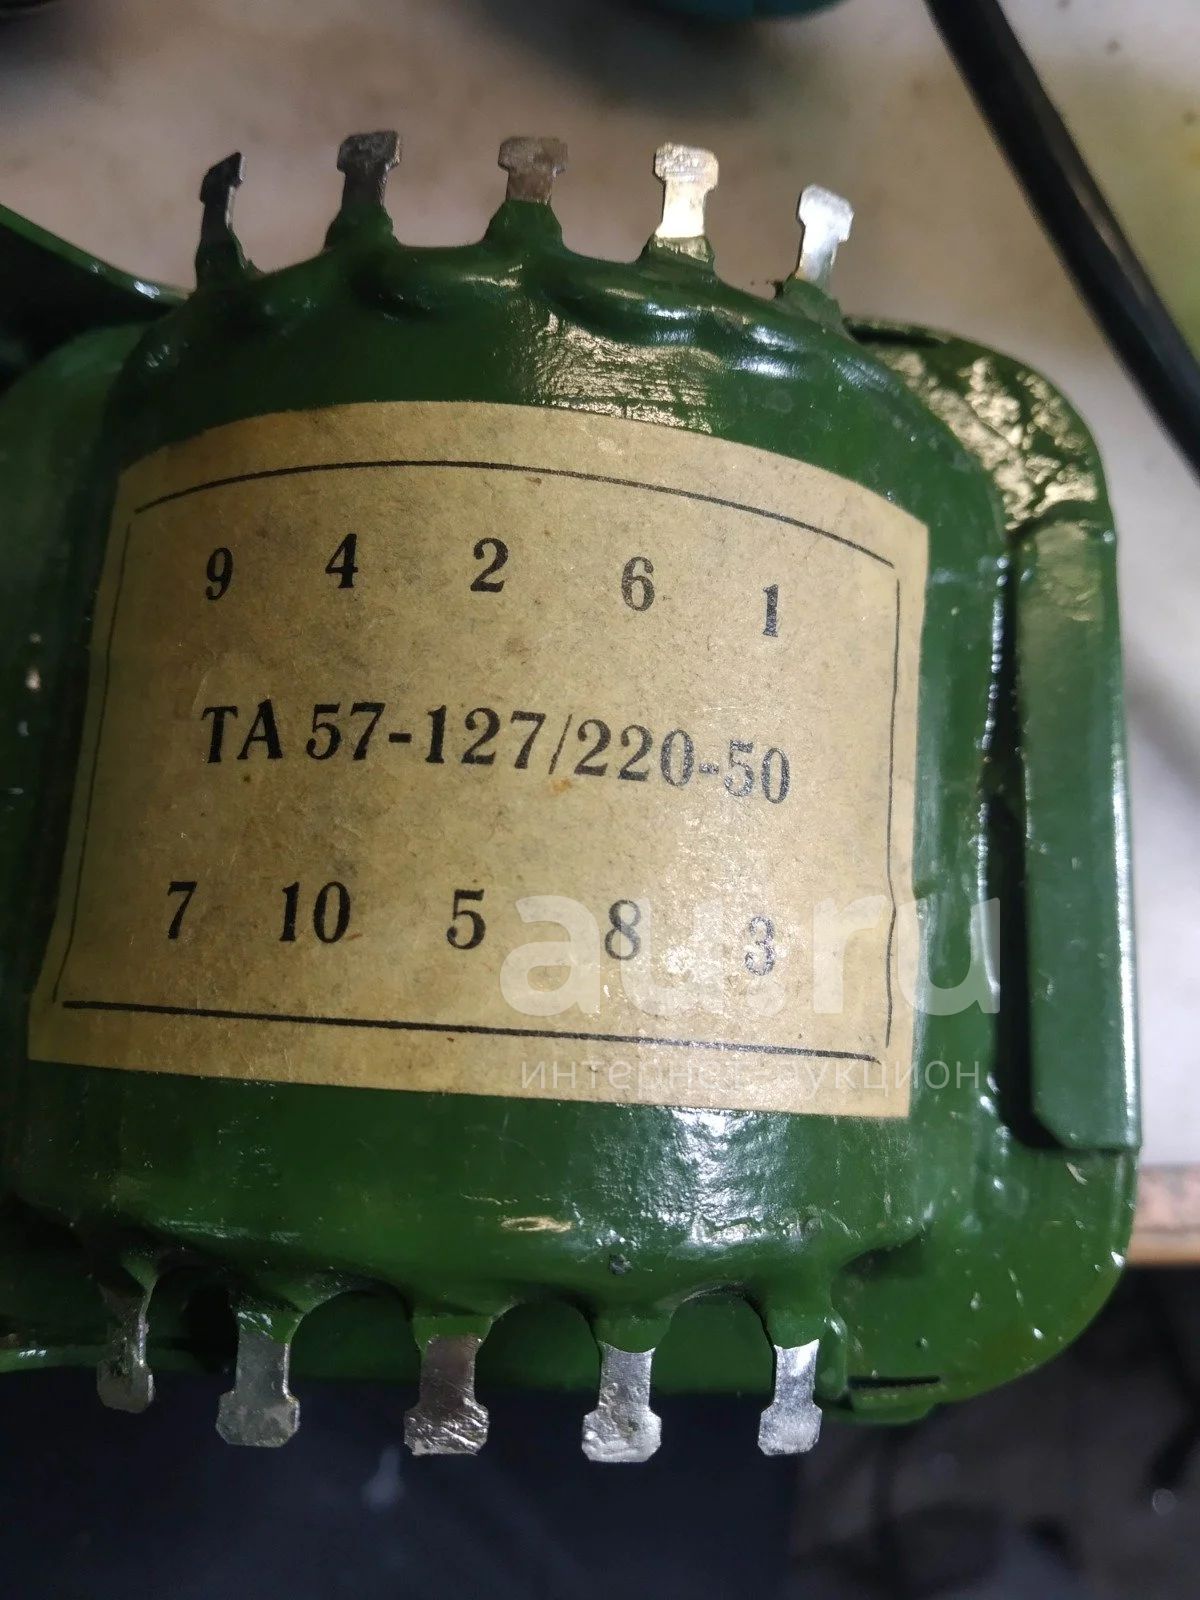 9 4 2 6 1
ТА 57-127/220-50
7 10 5 8 3
au.ru
интернет-аукцион